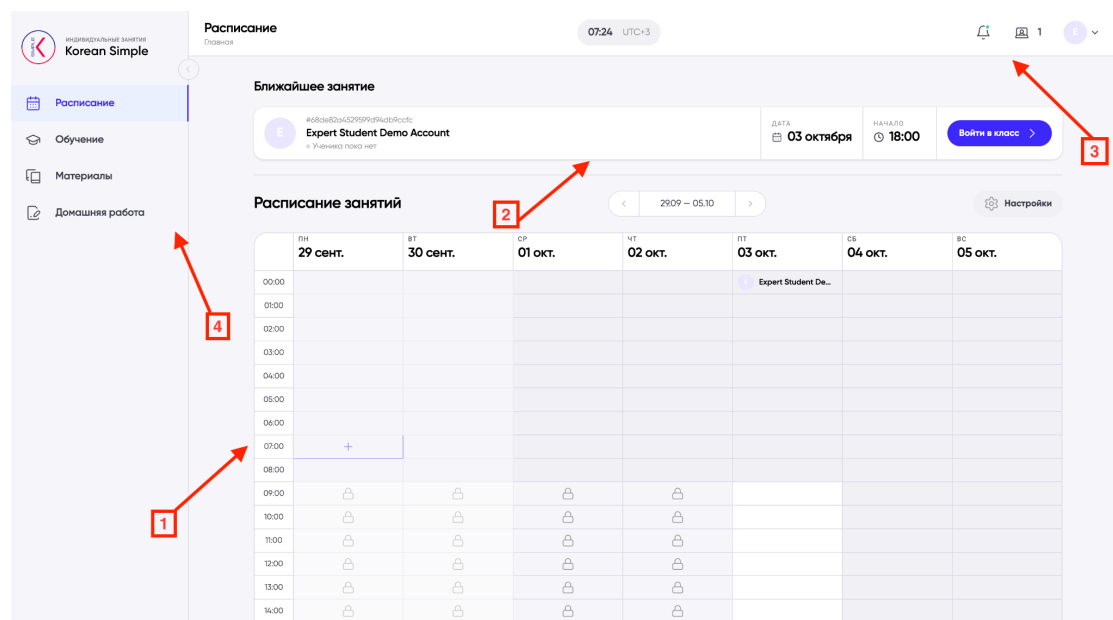 ИНДИВИДУАЛЬНЫЕ ЗАНЯТИЯ
Korean Simple
Расписание
Обучение
Материалы
Домашняя работа
Расписание
Главная
07:24 UTC+3
1
E
Ближайшее занятие
E
#68de82a4529599d94db9ccfc
Expert Student Demo Account
Ученика пока нет
ДАТА
03 октября
НАЧАЛО
18:00
Войти в класс
Расписание занятий
29.09 — 05.10
Настройки
ПН
29 сент.
ВТ
30 сент.
СР
01 окт.
ЧТ
02 окт.
ПТ
03 окт.
СБ
04 окт.
ВС
05 окт.
00:00
Expert Student De...
01:00
02:00
03:00
04:00
05:00
06:00
07:00 +
08:00
09:00
10:00
11:00
12:00
13:00
14:00
1
2
3
4